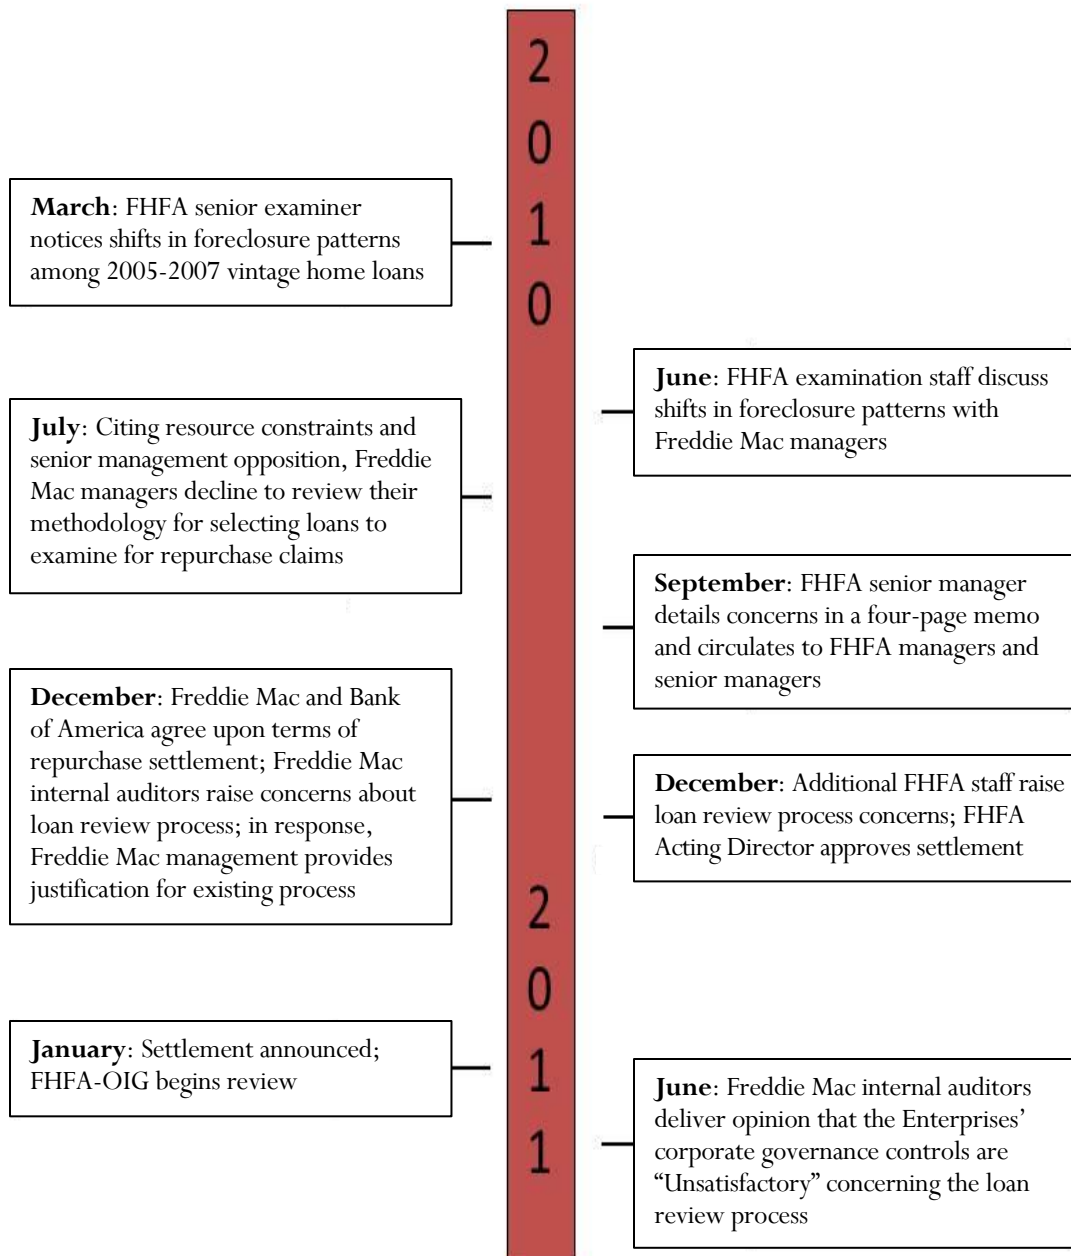 2
0
1
0
March: FHFA senior examiner
notices shifts in foreclosure patterns
among 2005-2007 vintage home loans
June: FHFA examination staff discuss
shifts in foreclosure patterns with
Freddie Mac managers
July: Citing resource constraints and
senior management opposition, Freddie
Mac managers decline to review their
methodology for selecting loans to
examine for repurchase claims
September: FHFA senior manager
details concerns in a four-page memo
and circulates to FHFA managers and
senior managers
December: Freddie Mac and Bank
of America agree upon terms of
repurchase settlement; Freddie Mac
internal auditors raise concerns about
loan review process; in response,
Freddie Mac management provides
justification for existing process
December: Additional FHFA staff raise
loan review process concerns; FHFA
Acting Director approves settlement
2
0
1
1
January: Settlement announced;
FHFA-OIG begins review
June: Freddie Mac internal auditors
deliver opinion that the Enterprises’
corporate governance controls are
“Unsatisfactory” concerning the loan
review process